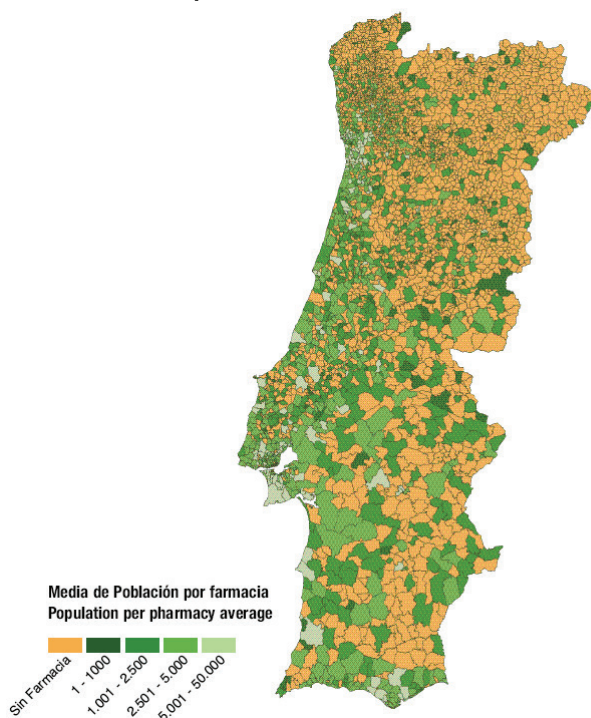 Media de Población por farmacia
Population per pharmacy average
Sin Farmacia
1 - 1000
1.001 - 2.500
2.501 - 5.000
5.001 - 50.000